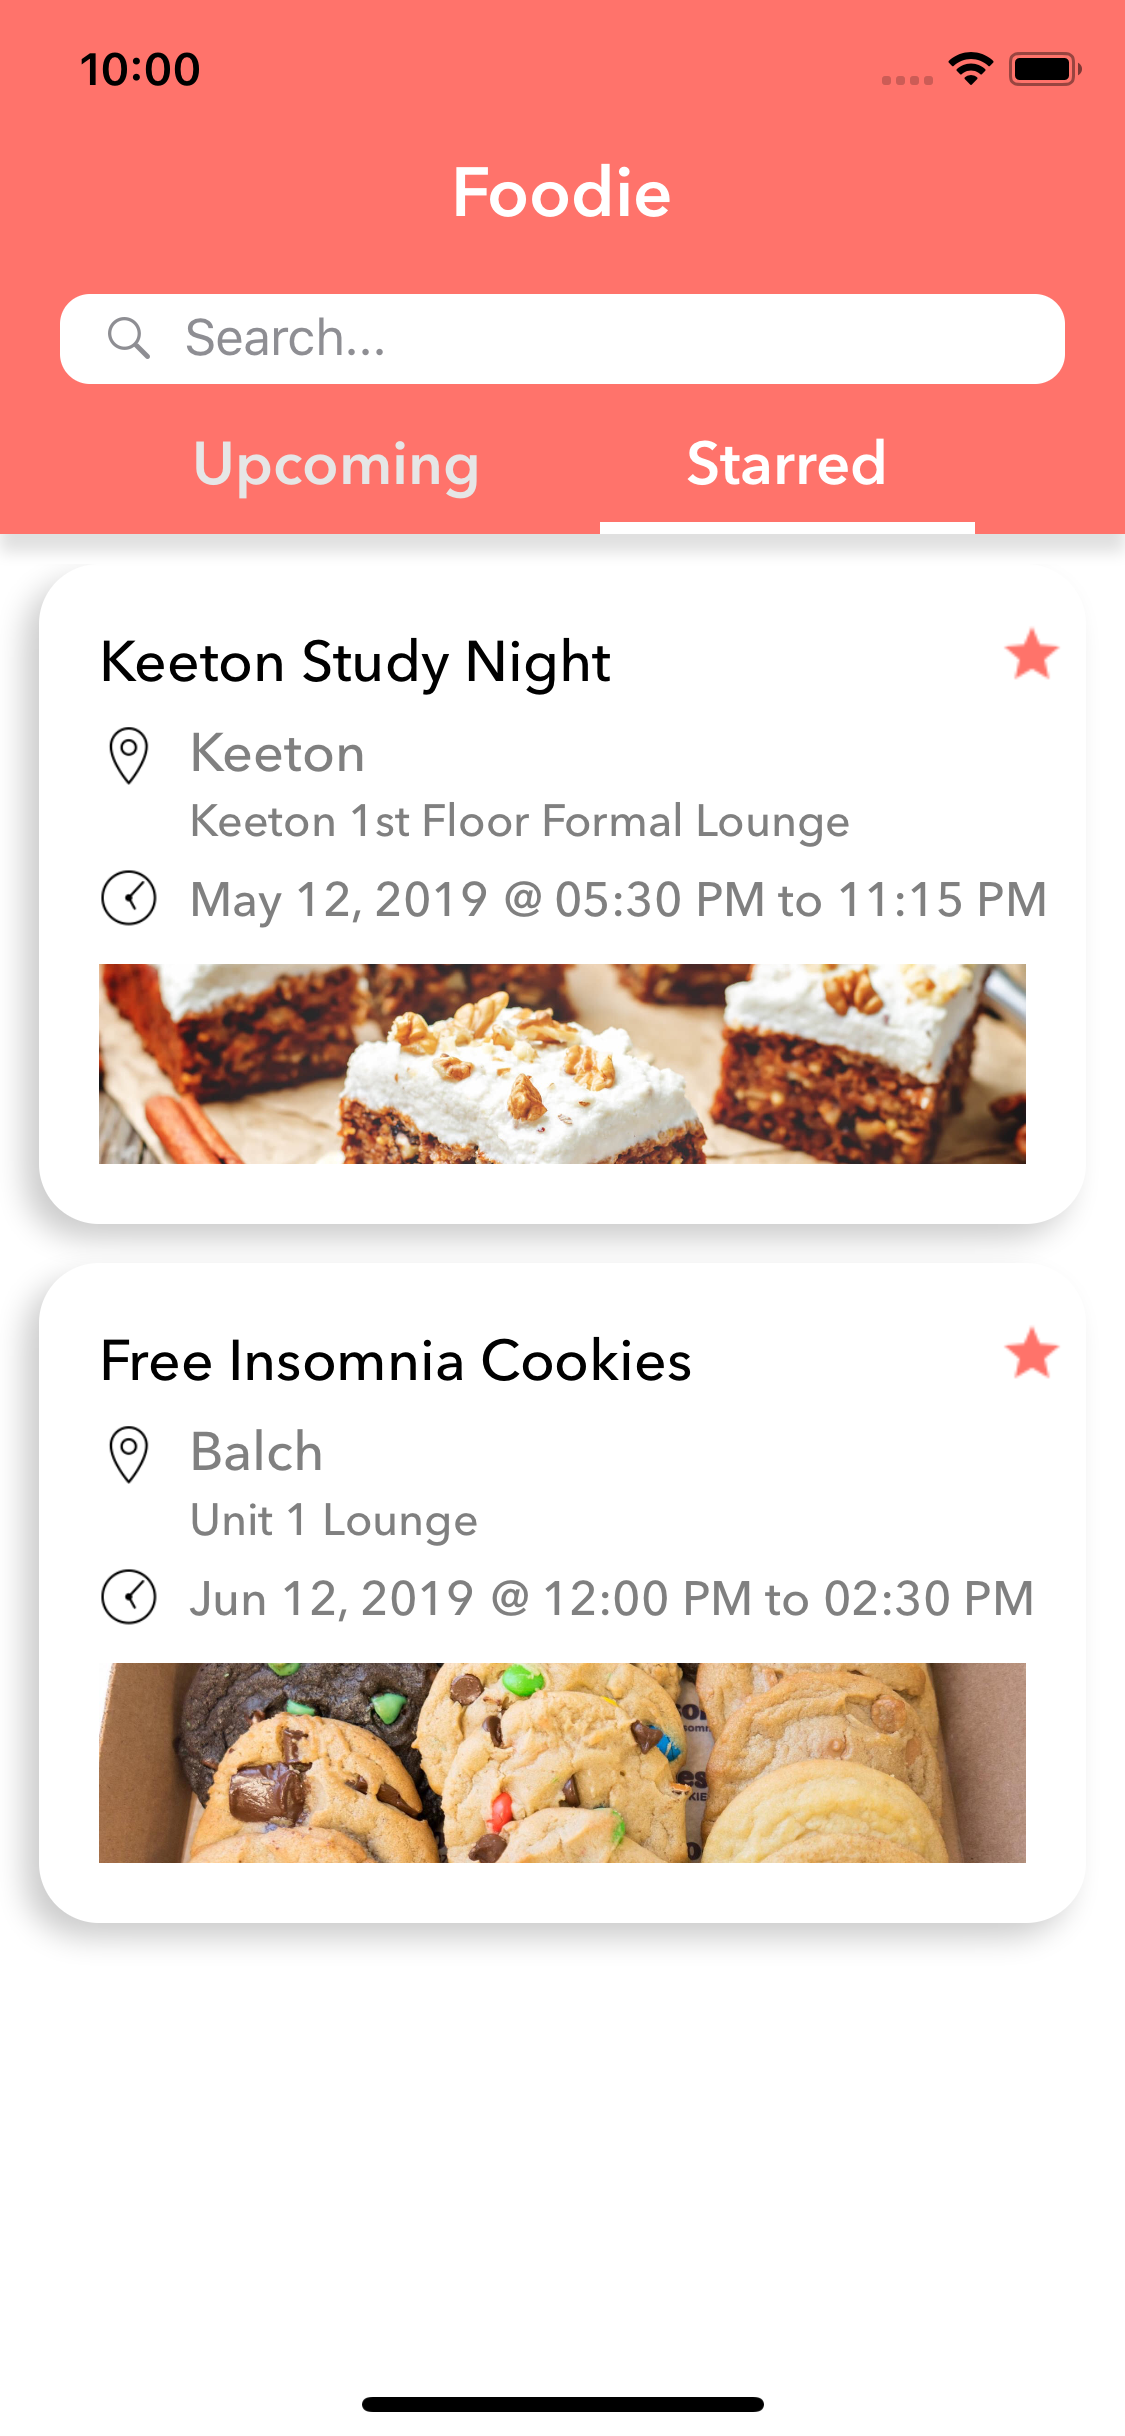 10:00
Foodie
Search...
Upcoming Starred
Keeton Study Night
Keeton
Keeton 1st Floor Formal Lounge
May 12, 2019 @ 05:30 PM to 11:15 PM
Free Insomnia Cookies
Balch
Unit 1 Lounge
Jun 12, 2019 @ 12:00 PM to 02:30 PM